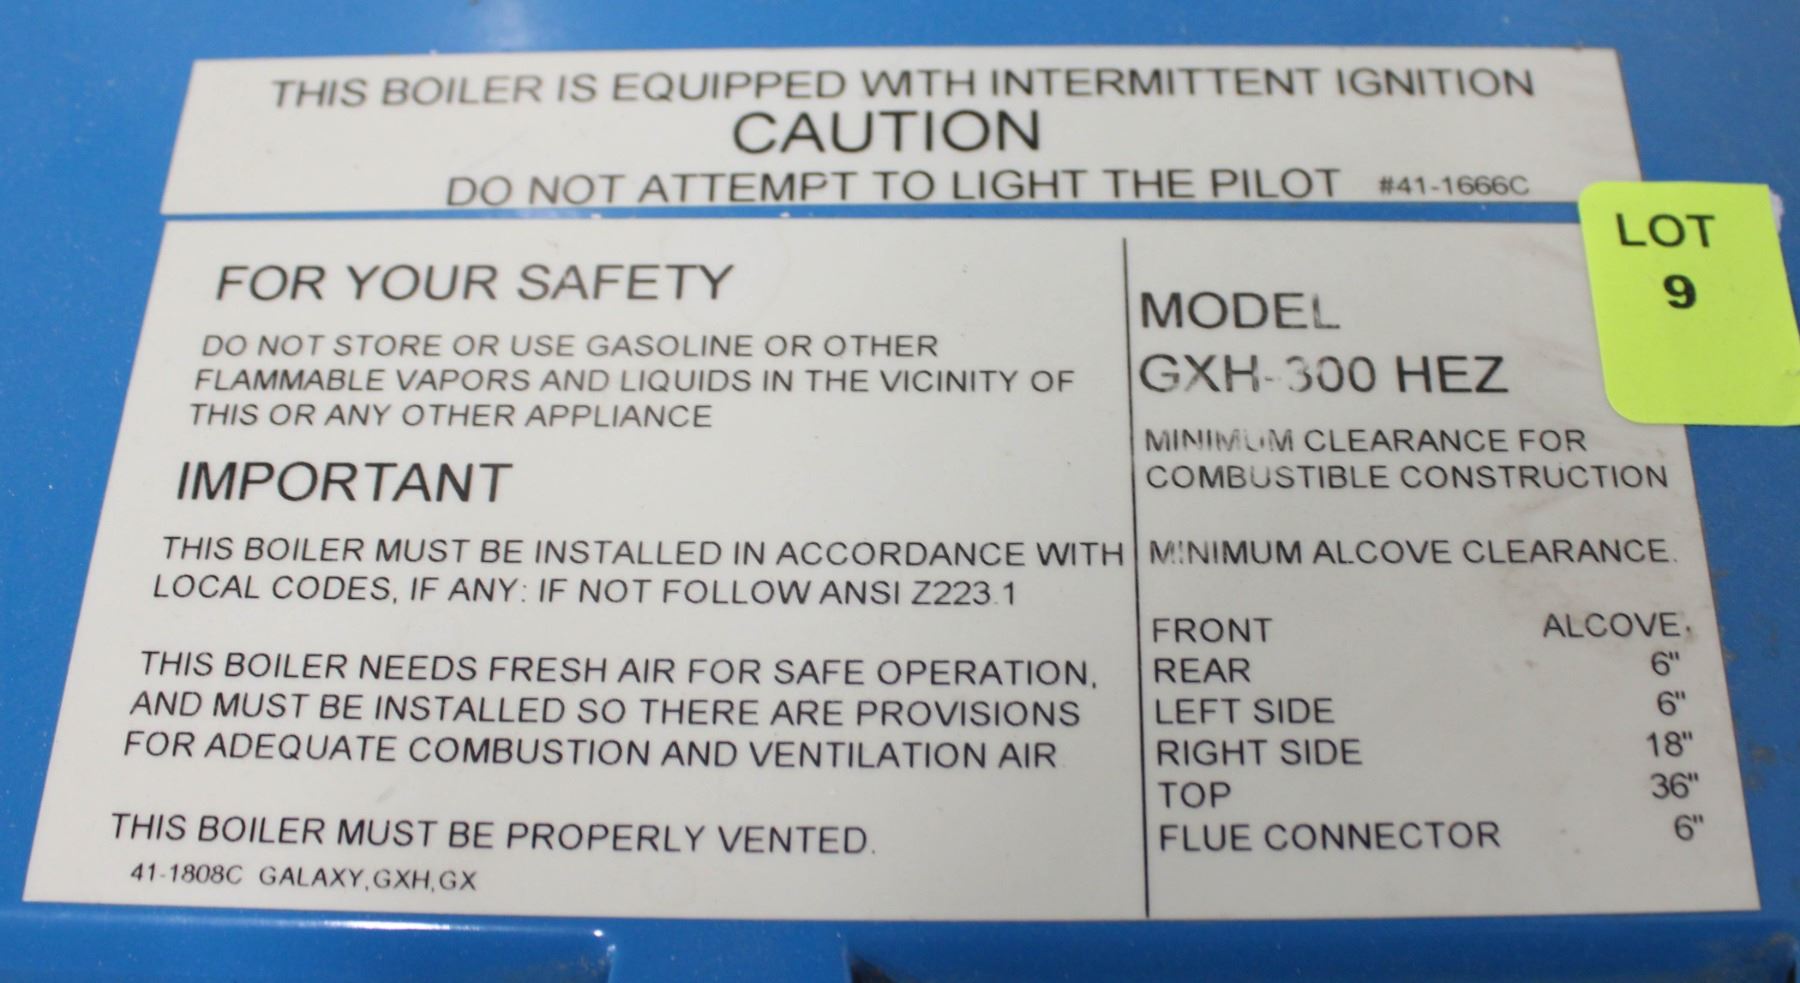 THIS BOILER IS EQUIPPED WITH INTERMITTENT IGNITION
CAUTION
DO NOT ATTEMPT TO LIGHT THE PILOT #41-1666C
FOR YOUR SAFETY
DO NOT STORE OR USE GASOLINE OR OTHER
FLAMMABLE VAPORS AND LIQUIDS IN THE VICINITY OF
THIS OR ANY OTHER APPLIANCE
IMPORTANT
THIS BOILER MUST BE INSTALLED IN ACCORDANCE WITH
LOCAL CODES, IF ANY: IF NOT FOLLOW ANSI Z223.1
THIS BOILER NEEDS FRESH AIR FOR SAFE OPERATION,
AND MUST BE INSTALLED SO THERE ARE PROVISIONS
FOR ADEQUATE COMBUSTION AND VENTILATION AIR
THIS BOILER MUST BE PROPERLY VENTED.
41-1808C GALAXY,GXH,GX
MODEL
GXH-300 HEZ
MINIMUM CLEARANCE FOR
COMBUSTIBLE CONSTRUCTION
MINIMUM ALCOVE CLEARANCE.
FRONT ALCOVE.
REAR 6"
LEFT SIDE 6"
RIGHT SIDE 18"
TOP 36"
FLUE CONNECTOR 6"
LOT
9